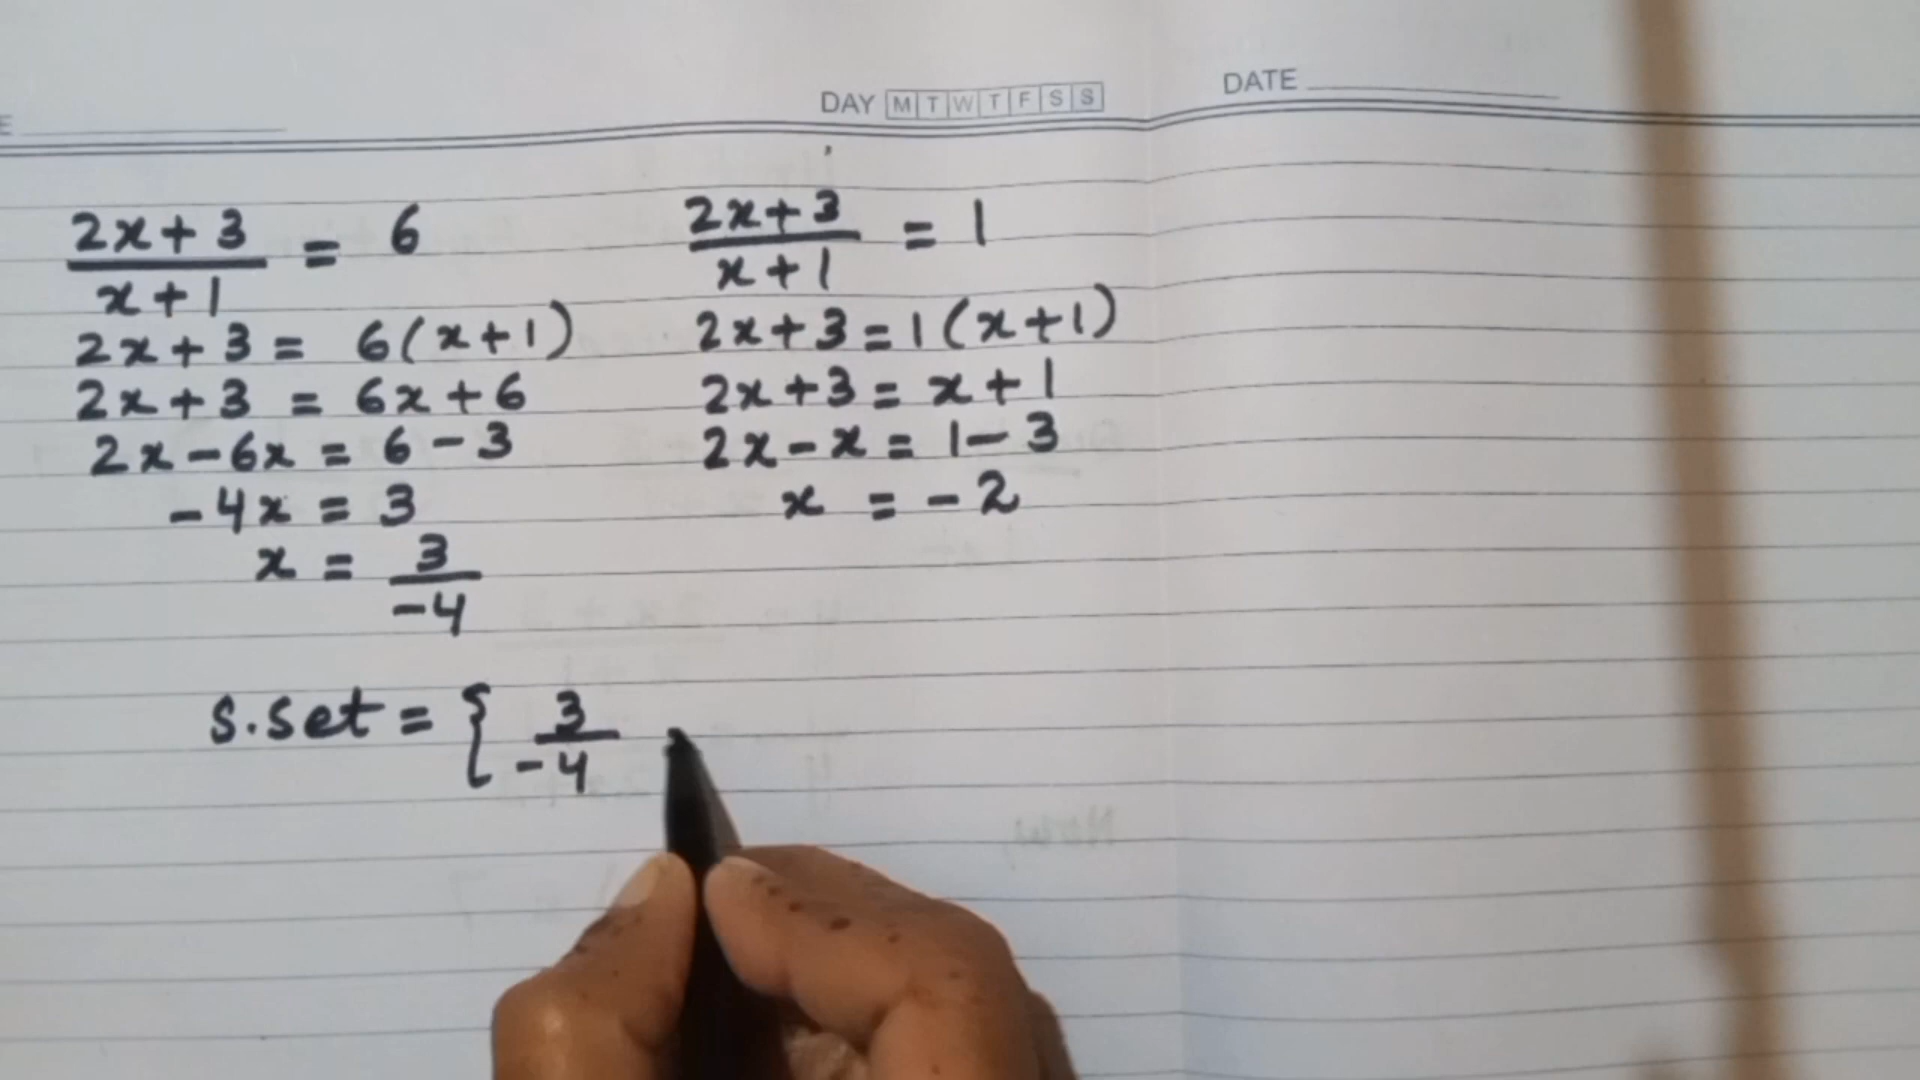 DAY M T W T F S S DATE
2x+3/x+1 = 6
2x+3 = 6(x+1)
2x+3 = 6x+6
2x-6x = 6-3
-4x = 3
x = 3/-4
2x+3/x+1 = 1
2x+3=1(x+1)
2x+3= x+1
2x-x = 1-3
x = -2
S.set = { 3/-4